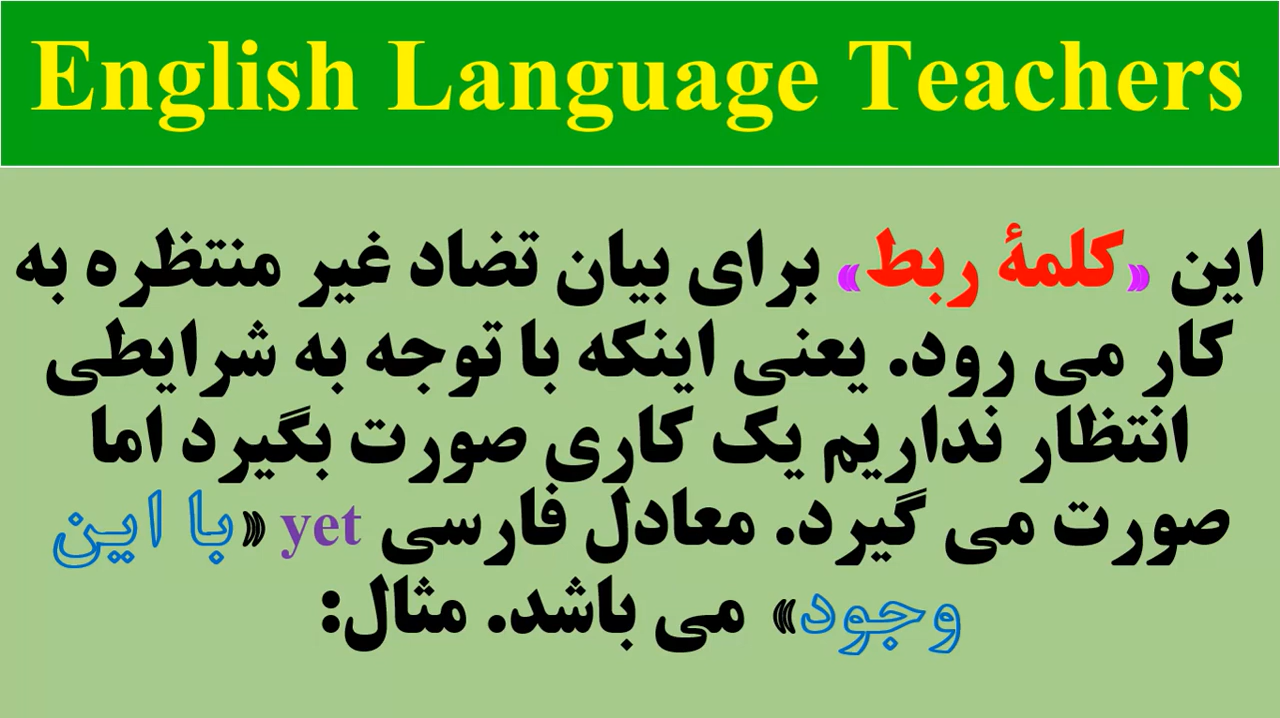 English Language Teachers
این «کلمهٔ ربط» برای بیان تضاد غیر منتظره به
کار می رود. یعنی اینکه با توجه به شرایطی
انتظار نداریم یک کاری صورت بگیرد اما
صورت می گیرد. معادل فارسی yet «با این
وجود» می باشد. مثال: